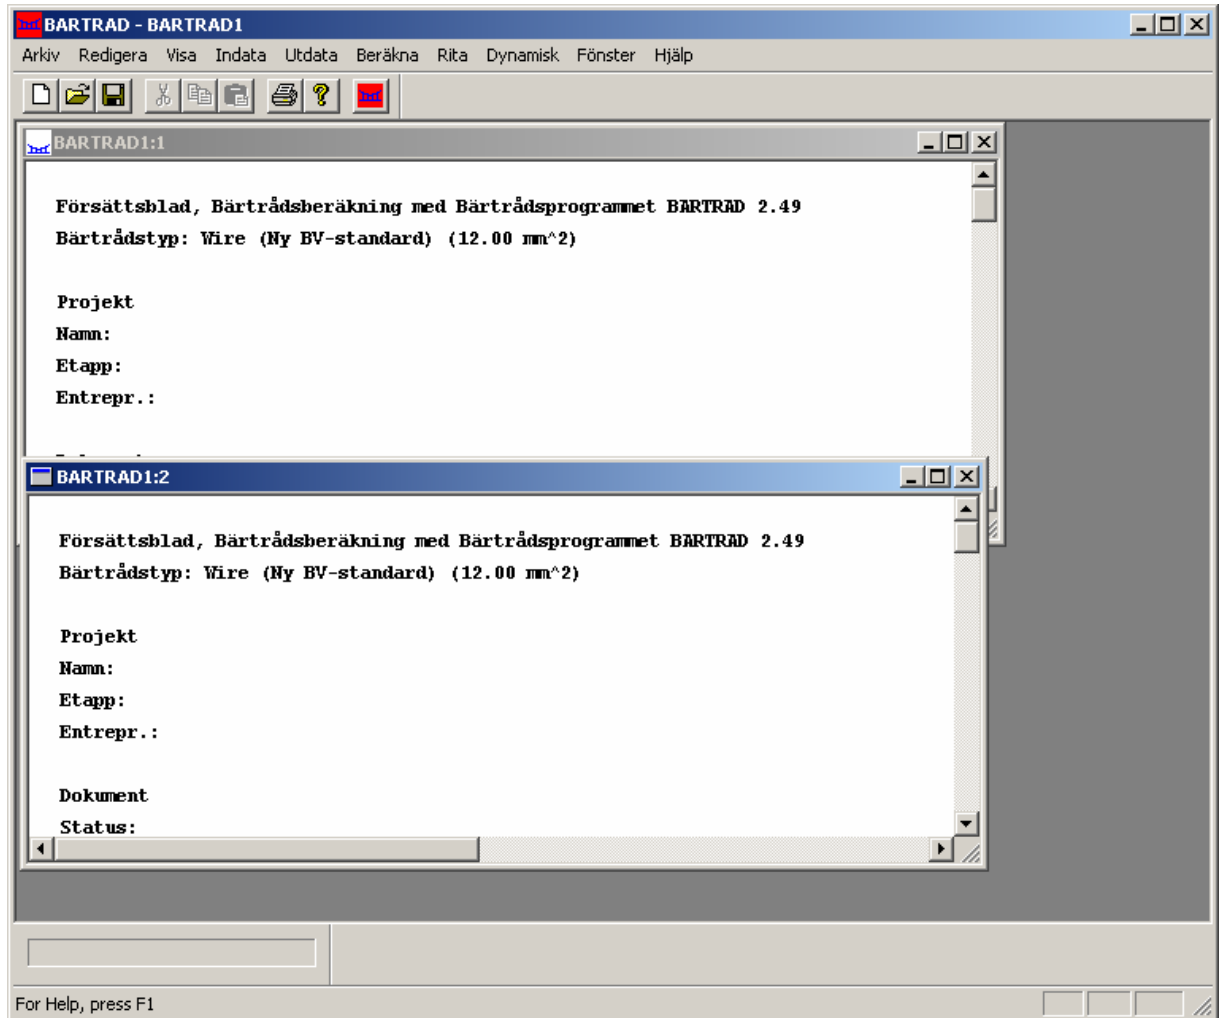 BARTRAD - BARTRAD1
Arkiv Redigera Visa Indata Utdata Beräkna Rita Dynamisk Fönster Hjälp
BARTRAD1:1
Försättsblad, Bärtrådsberäkning med Bärtrådsprogrammet BARTRAD 2.49
Bärtrådstyp: Wire (Ny BV-standard) (12.00 mm^2)
Projekt
Namn:
Etapp:
Entrepr.:
BARTRAD1:2
Försättsblad, Bärtrådsberäkning med Bärtrådsprogrammet BARTRAD 2.49
Bärtrådstyp: Wire (Ny BV-standard) (12.00 mm^2)
Projekt
Namn:
Etapp:
Entrepr.:
Dokument
Status:
For Help, press F1